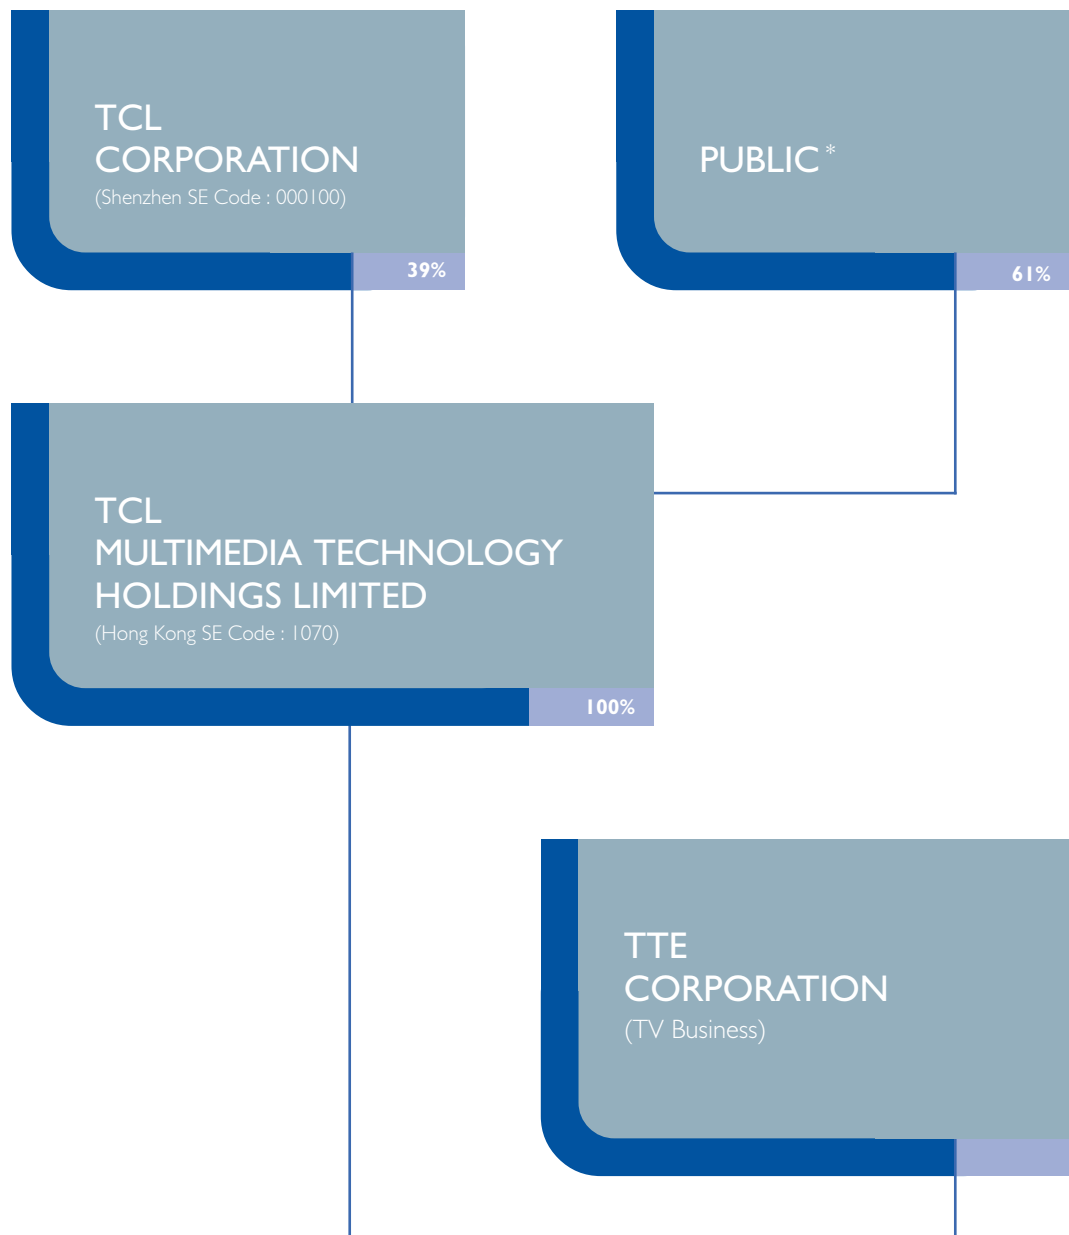 TCL
CORPORATION
(Shenzhen SE Code : 000100)
39%
PUBLIC *
61%
TCL
MULTIMEDIA TECHNOLOGY
HOLDINGS LIMITED
(Hong Kong SE Code : 1070)
100%
TTE
CORPORATION
(TV Business)